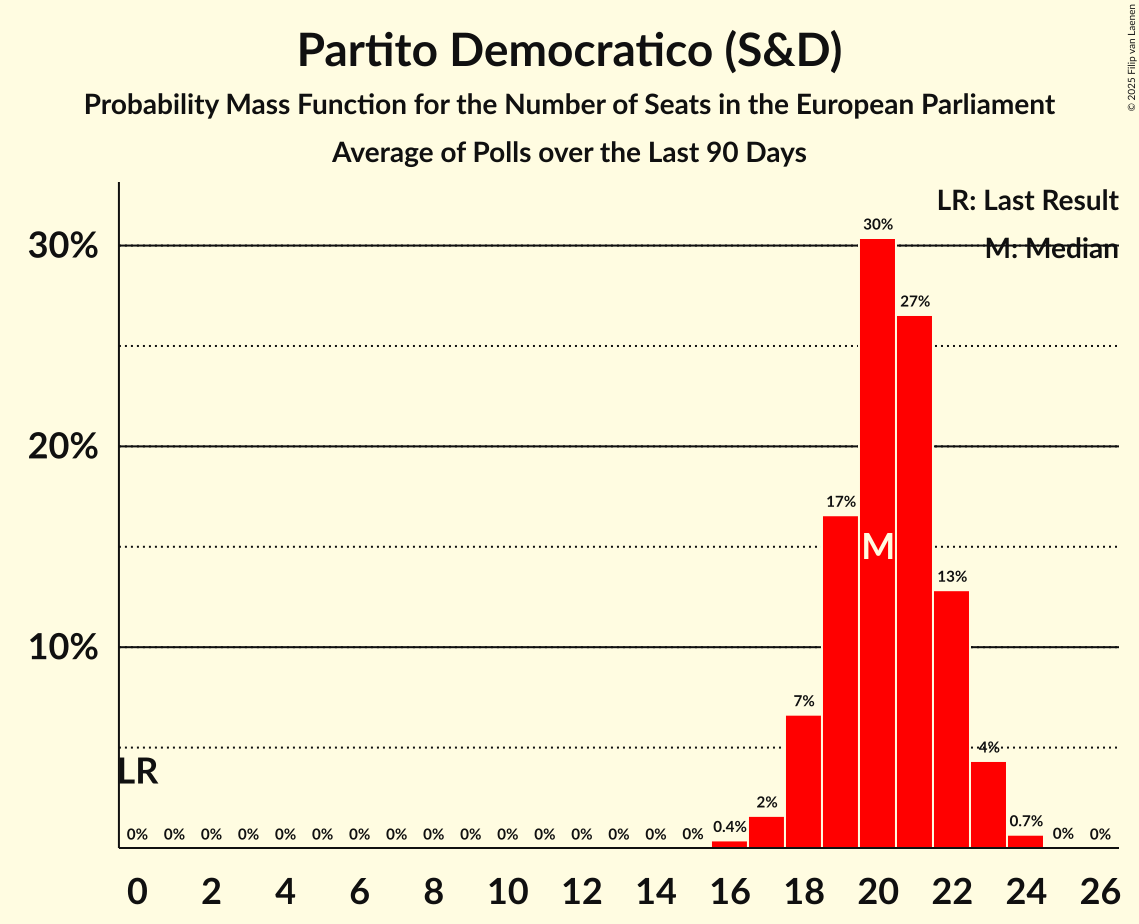 Partito Democratico (S&D)
Probability Mass Function for the Number of Seats in the European Parliament
Average of Polls over the Last 90 Days
© 2025 Filip van Laenen
LR: Last Result
M: Median
30%
20%
10%
LR
M
0% 0% 0% 0% 0% 0% 0% 0% 0% 0% 0% 0% 0% 0% 0% 0% 0.4% 2% 7% 17% 30% 27% 13% 4% 0.7% 0% 0%
0 2 4 6 8 10 12 14 16 18 20 22 24 26